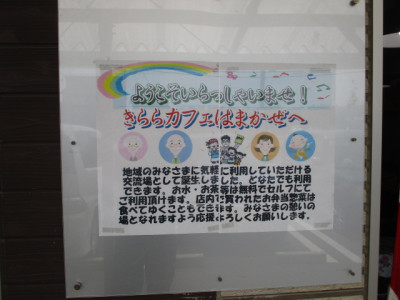 ようこそいらっしゃいませ!
きららカフェはまかぜへ
地域のみなさまに気軽に利用していただける
交流場として誕生しました。どなたでも利用
できます。お水・お茶等は無料でセルフにて
ご利用頂けます。店内で買われたお弁当惣菜は
食べてゆくこともできます。みなさまの憩いの
場となれますよう応援よろしくお願いします。